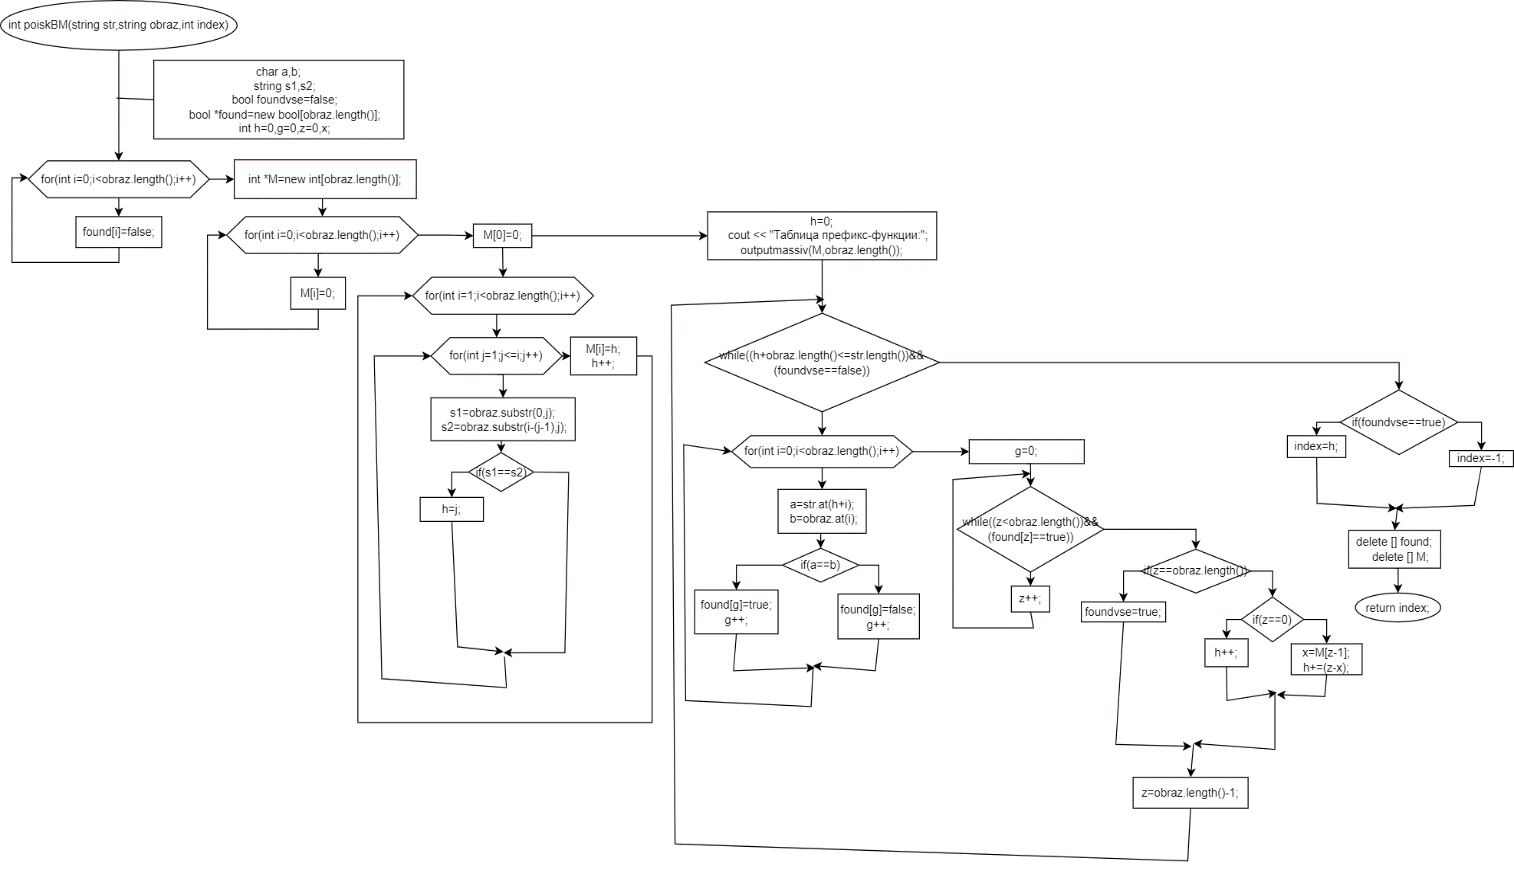 int poiskBM(string str,string obraz,int index)
char a,b;
string s1,s2;
bool foundvse=false;
bool *found=new bool[obraz.length()];
int h=0,g=0,z=0,x;
for(int i=0;i<obraz.length();i++)
found[i]=false;
int *M=new int[obraz.length()];
for(int i=0;i<obraz.length();i++)
M[i]=0;
M[0]=0;
for(int i=1;i<obraz.length();i++)
for(int j=1;j<=i;j++)
M[i]=h;
h++;
s1=obraz.substr(0,j);
s2=obraz.substr(i-(j-1),j);
if(s1==s2)
h=j;
h=0;
cout << "Таблица префикс-функции:";
outputmassiv(M,obraz.length());
while((h+obraz.length()<=str.length())&&
(foundvse==false))
for(int i=0;i<obraz.length();i++)
a=str.at(h+i);
b=obraz.at(i);
if(a==b)
found[g]=true;
g++;
found[g]=false;
g++;
g=0;
while((z<obraz.length())&&
(found[z]==true))
z++;
if(z==obraz.length())
foundvse=true;
if(z==0)
h++;
x=M[z-1];
h+=(z-x);
z=obraz.length()-1;
if(foundvse==true)
index=h;
index=-1;
delete [] found;
delete [] M;
return index;